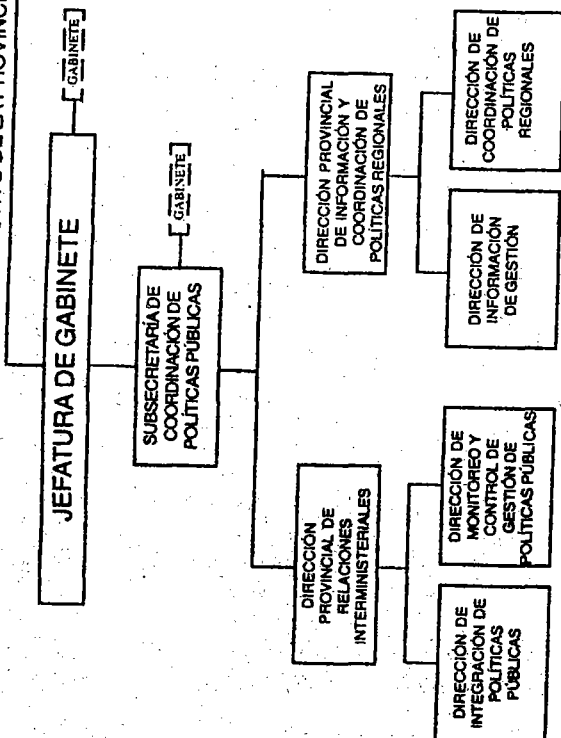 JEFATURA DE GABINETE
GABINETE
SUBSECRETARÍA DE
COORDINACIÓN DE
POLÍTICAS PÚBLICAS
GABINETE
DIRECCIÓN
PROVINCIAL DE
RELACIONES
INTERMINISTERIALES
DIRECCIÓN PROVINCIAL
DE INFORMACIÓN Y
COORDINACIÓN DE
POLÍTICAS REGIONALES
DIRECCIÓN DE
INTEGRACIÓN DE
POLÍTICAS
PÚBLICAS
DIRECCIÓN DE
MONITOREO Y
CONTROL DE
GESTIÓN DE
POLÍTICAS PÚBLICAS
DIRECCIÓN DE
INFORMACIÓN
DE GESTIÓN
DIRECCIÓN DE
COORDINACIÓN DE
POLÍTICAS
REGIONALES